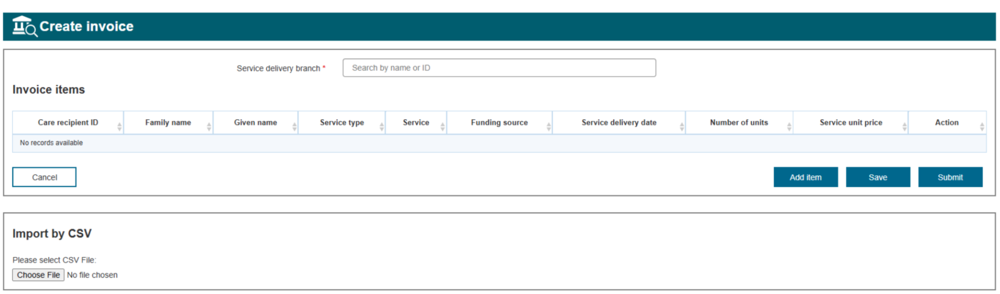 Create invoice
Service delivery branch * Search by name or ID
Invoice items
Care recipient ID Family name Given name Service type Service Funding source Service delivery date Number of units Service unit price Action
No records available
Cancel Add item Save Submit
Import by CSV
Please select CSV File:
Choose File No file chosen